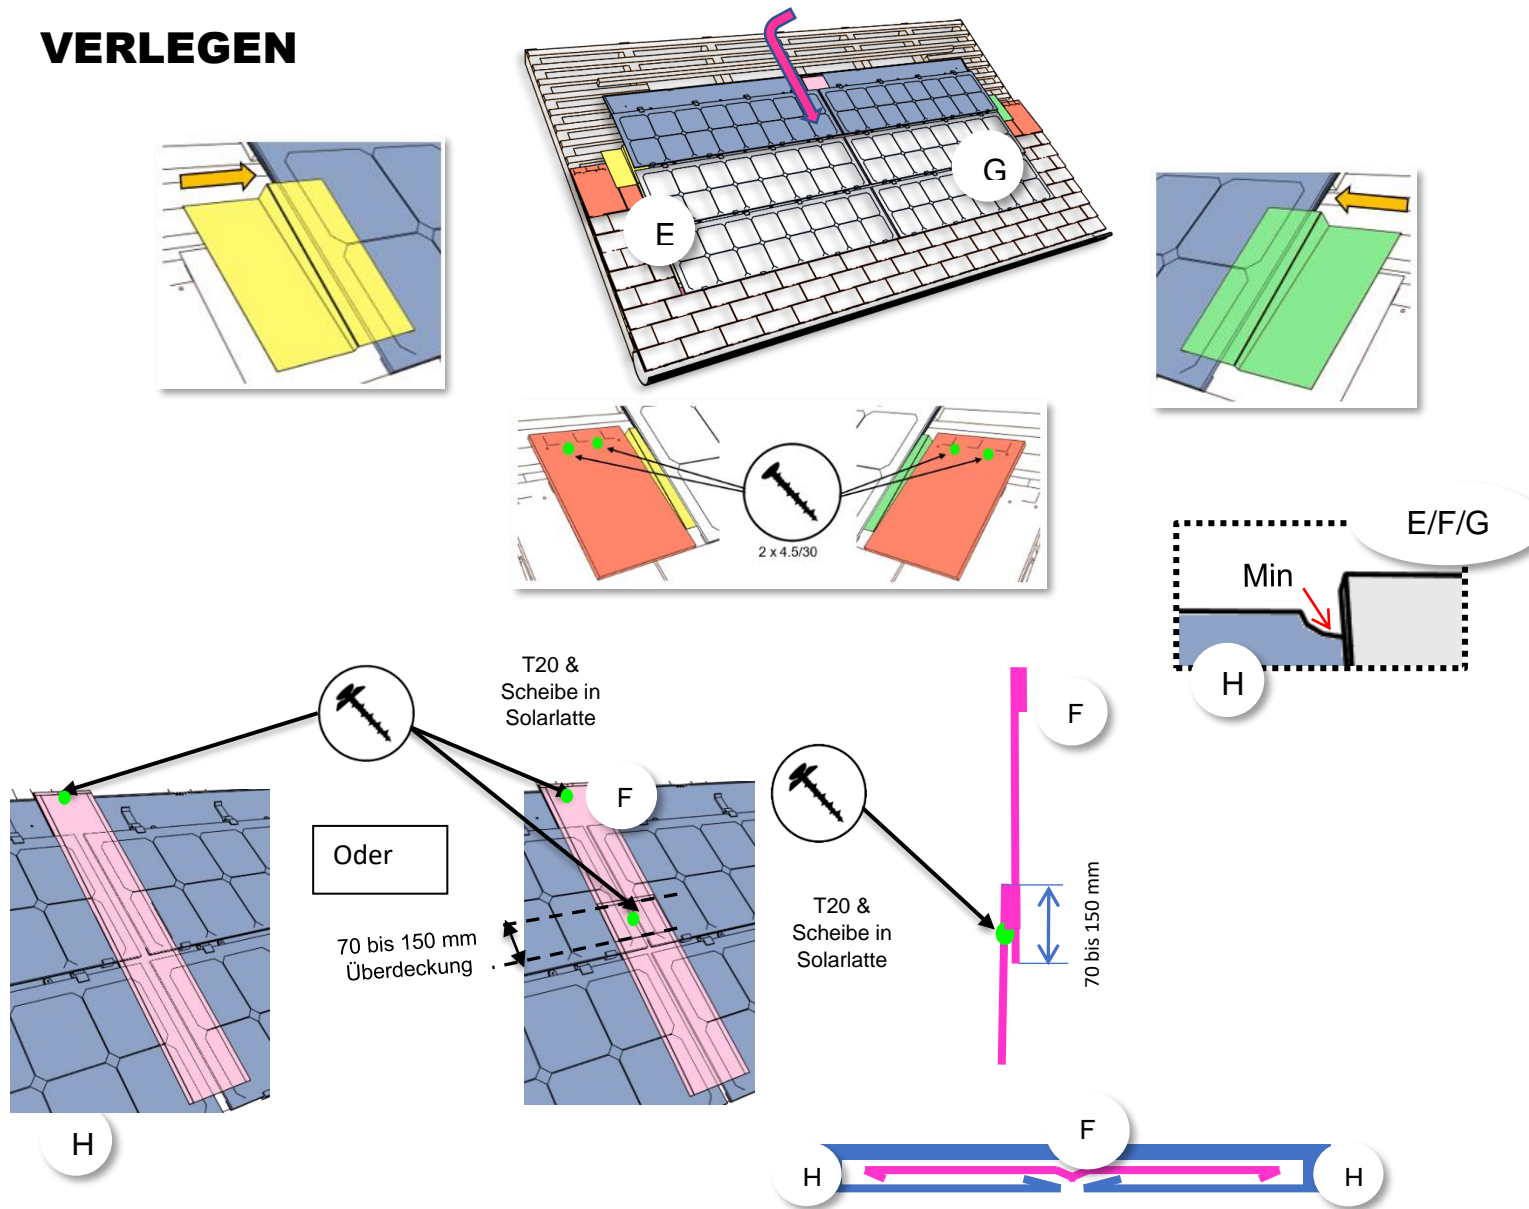 VERLEGEN
G
E
2 x 4.5/30
E/F/G
Min
H
T20 &
Scheibe in
Solarlatte
F
F
Oder
70 bis 150 mm
Überdeckung
T20 &
Scheibe in
Solarlatte
70 bis 150 mm
H
F
H
H